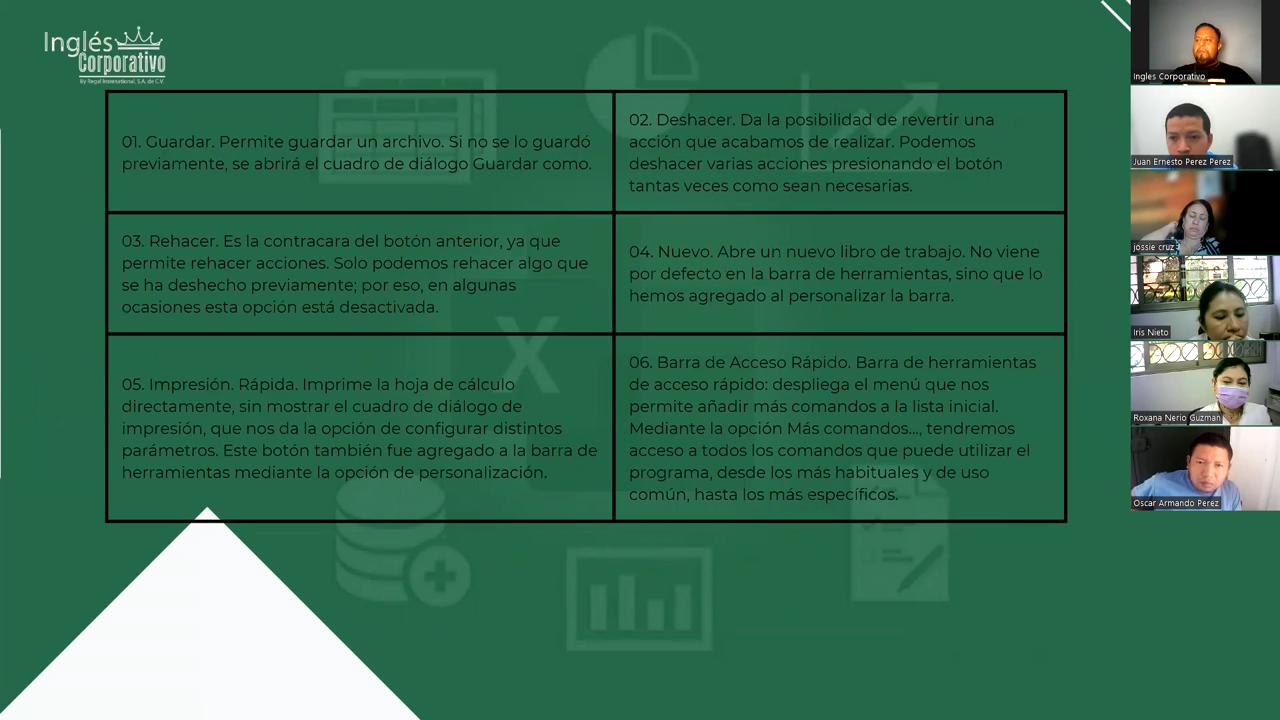 Inglés
Corporativo
By Regal International, S.A. de C.V.
01. Guardar. Permite guardar un archivo. Si no se lo guardó
previamente, se abrirá el cuadro de diálogo Guardar como.
02. Deshacer. Da la posibilidad de revertir una
acción que acabamos de realizar. Podemos
deshacer varias acciones presionando el botón
tantas veces como sean necesarias.
03. Rehacer. Es la contracara del botón anterior, ya que
permite rehacer acciones. Solo podemos rehacer algo que
se ha deshecho previamente; por eso, en algunas
ocasiones esta opción está desactivada.
04. Nuevo. Abre un nuevo libro de trabajo. No viene
por defecto en la barra de herramientas, sino que lo
hemos agregado al personalizar la barra.
05. Impresión. Rápida. Imprime la hoja de cálculo
directamente, sin mostrar el cuadro de diálogo de
impresión, que nos da la opción de configurar distintos
parámetros. Este botón también fue agregado a la barra de
herramientas mediante la opción de personalización.
06. Barra de Acceso Rápido. Barra de herramientas
de acceso rápido: despliega el menú que nos
permite añadir más comandos a la lista inicial.
Mediante la opción Más comandos..., tendremos
acceso a todos los comandos que puede utilizar el
programa, desde los más habituales y de uso
común, hasta los más específicos.
X
Ingles Corporativo
Juan Ernesto Perez Perez
jossie cruz
Iris Nieto
Roxana Nerio Guzman
Oscar Armando Perez